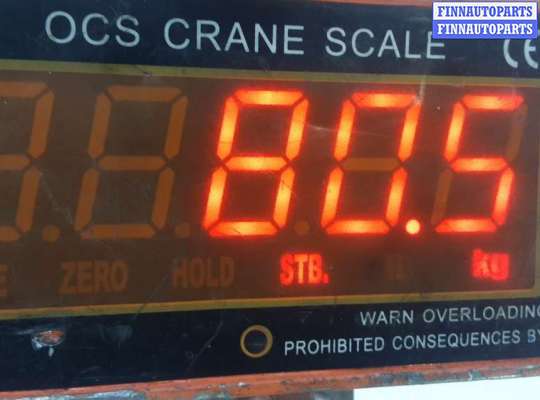 FINNAUTOPARTS
FINNAUTOPARTS
OCS CRANE SCALE CE
80.5
ZERO HOLD STB. kg
WARN OVERLOADING
PROHIBITED CONSEQUENCES BY